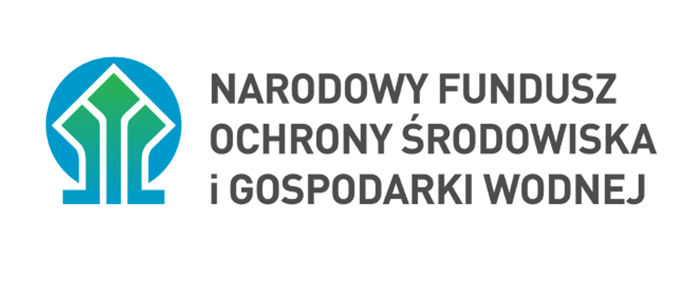 NARODOWY FUNDUSZ
OCHRONY ŚRODOWISKA
i GOSPODARKI WODNEJ